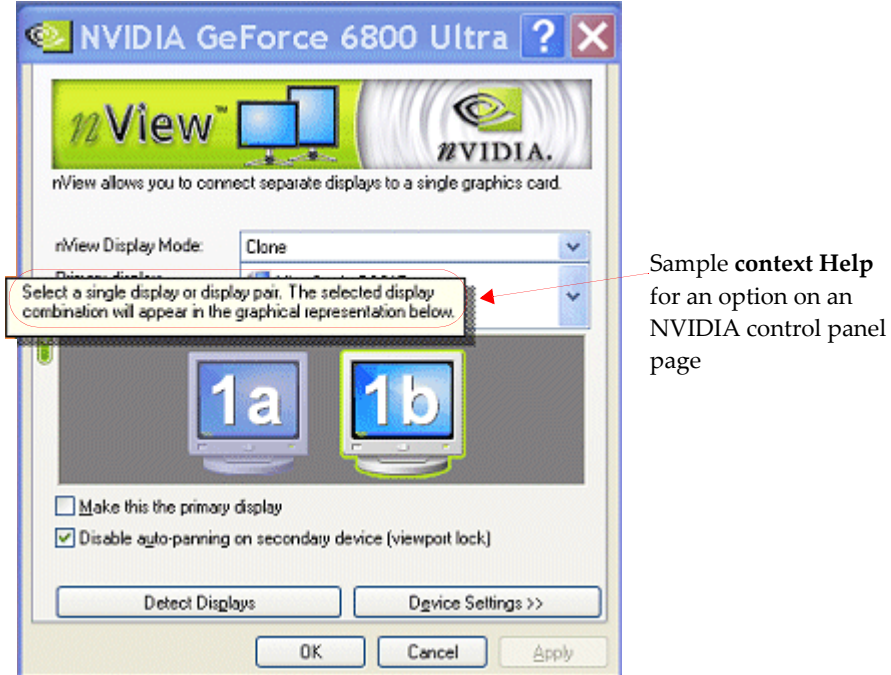 NVIDIA GeForce 6800 Ultra
nView™
NVIDIA.
nView allows you to connect separate displays to a single graphics card.
nView Display Mode: Clone
Select a single display or display pair. The selected display
combination will appear in the graphical representation below.
1a 1b
Make this the primary display
Disable auto-panning on secondary device (viewport lock)
Detect Displays Device Settings >>
OK Cancel Apply
Sample context Help
for an option on an
NVIDIA control panel
page